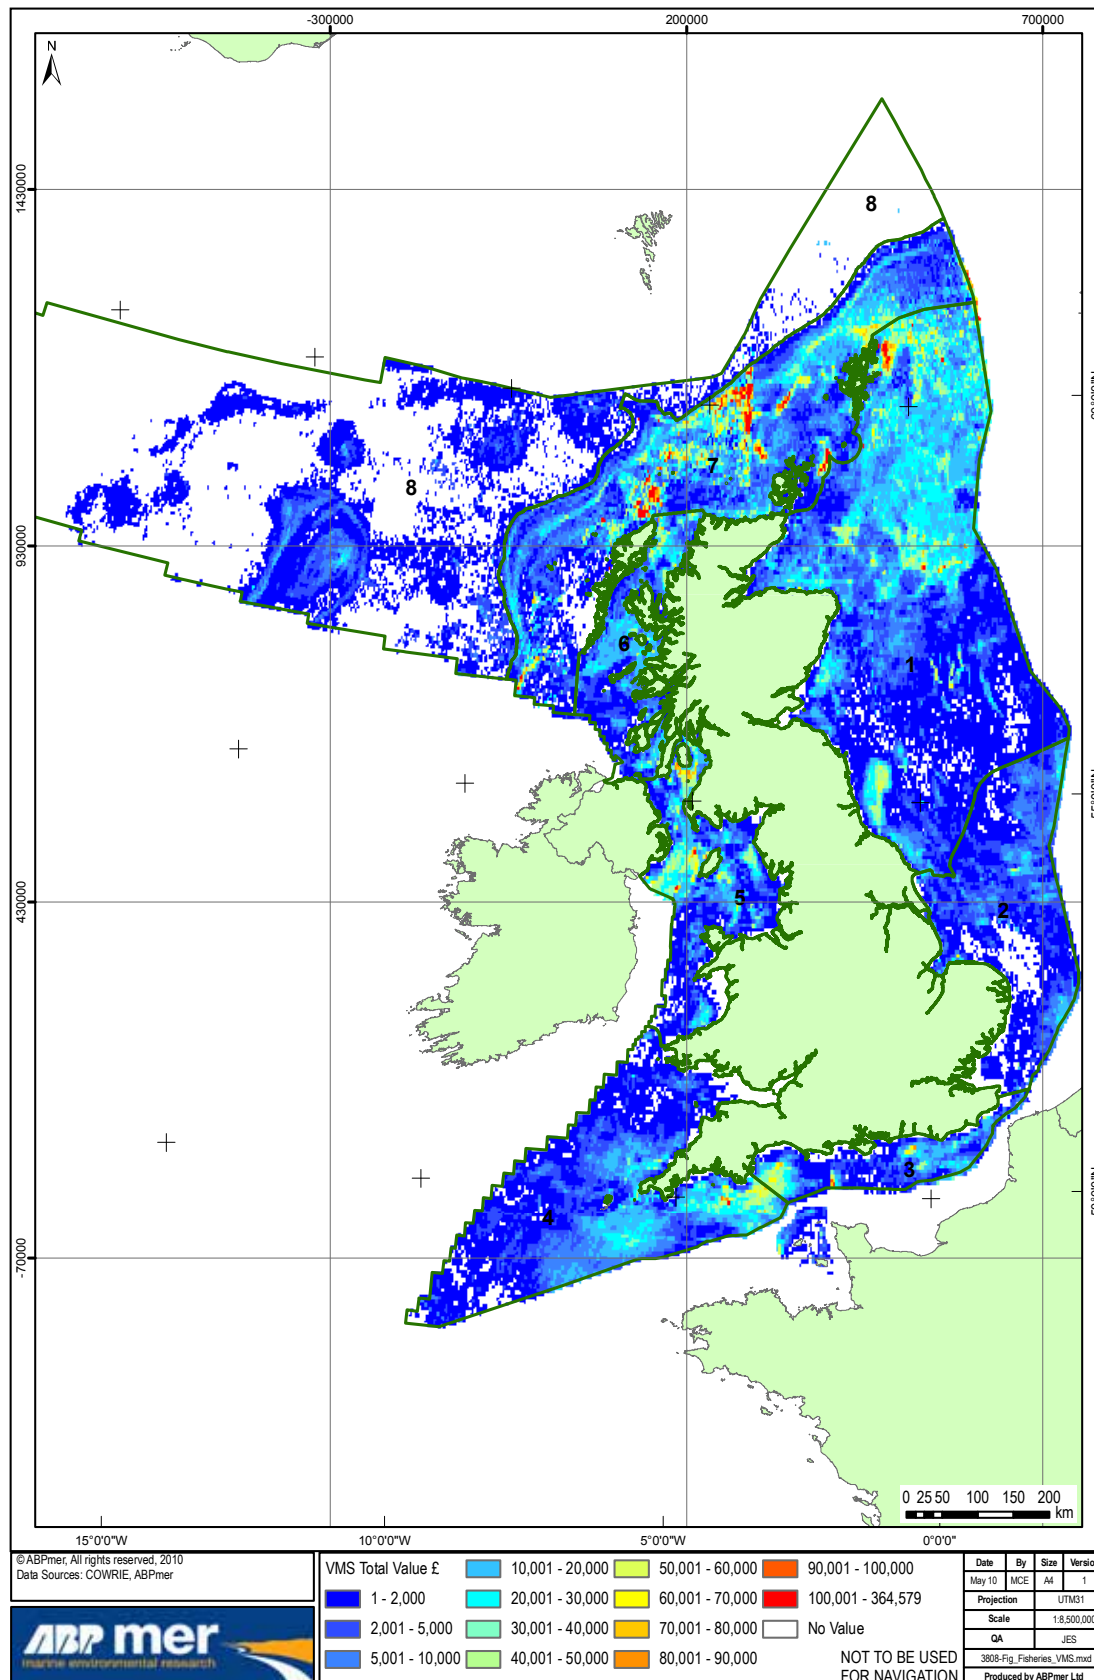 -300000
200000
700000
N
1430000
930000
430000
-70000
8
8
7
6
1
5
2
4
3
55°0'0"N
50°0'0"N
0 25 50 100 150 200
km
15°0'0"W
10°0'0"W
5°0'0"W
0°0'0"
© ABPmer, All rights reserved, 2010
Data Sources: COWRIE, ABPmer
ABP mer
marine environmental research
VMS Total Value £
1 - 2,000
2,001 - 5,000
5,001 - 10,000
10,001 - 20,000
20,001 - 30,000
30,001 - 40,000
40,001 - 50,000
50,001 - 60,000
60,001 - 70,000
70,001 - 80,000
80,001 - 90,000
90,001 - 100,000
100,001 - 364,579
No Value
NOT TO BE USED
FOR NAVIGATION
Date By Size Version
May 10 MCE A4 1
Projection UTM31
Scale 1:8,500,000
QA JES
3808-Fig_Fisheries_VMS.mxd
Produced by ABPmer Ltd